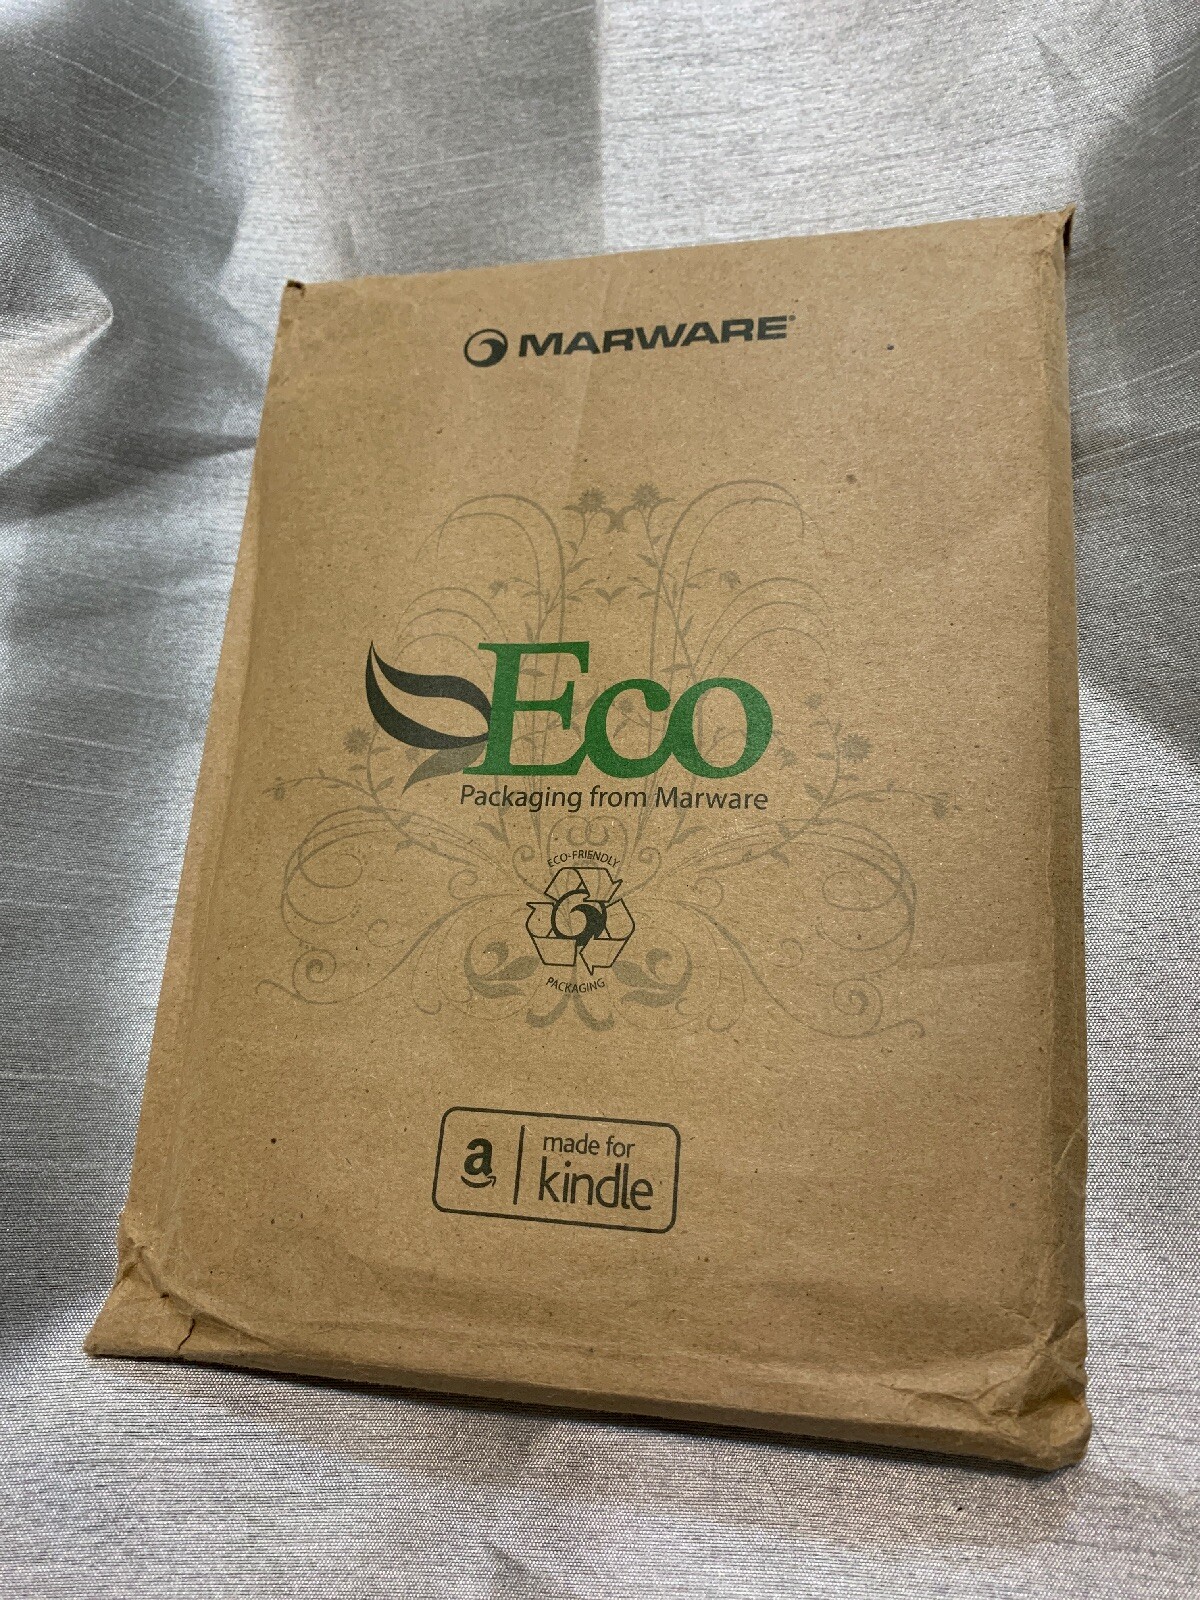 MARWARE®
Eco
Packaging from Marware
ECO-FRIENDLY
PACKAGING
a
made for
kindle